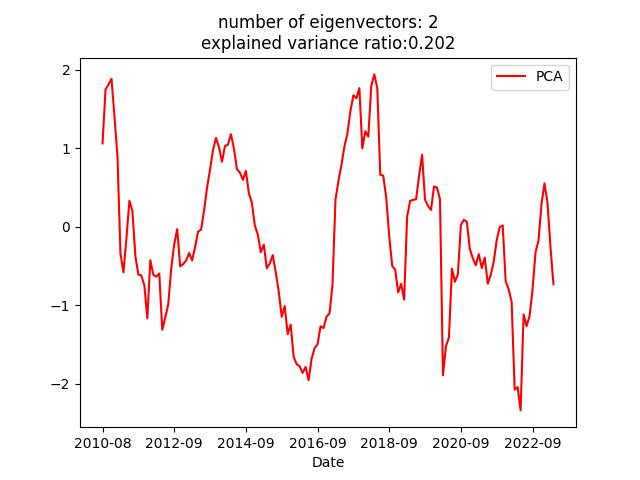 number of eigenvectors: 2
explained variance ratio:0.202
PCA
2
1
0
−1
−2
2010-08 2012-09 2014-09 2016-09 2018-09 2020-09 2022-09
Date